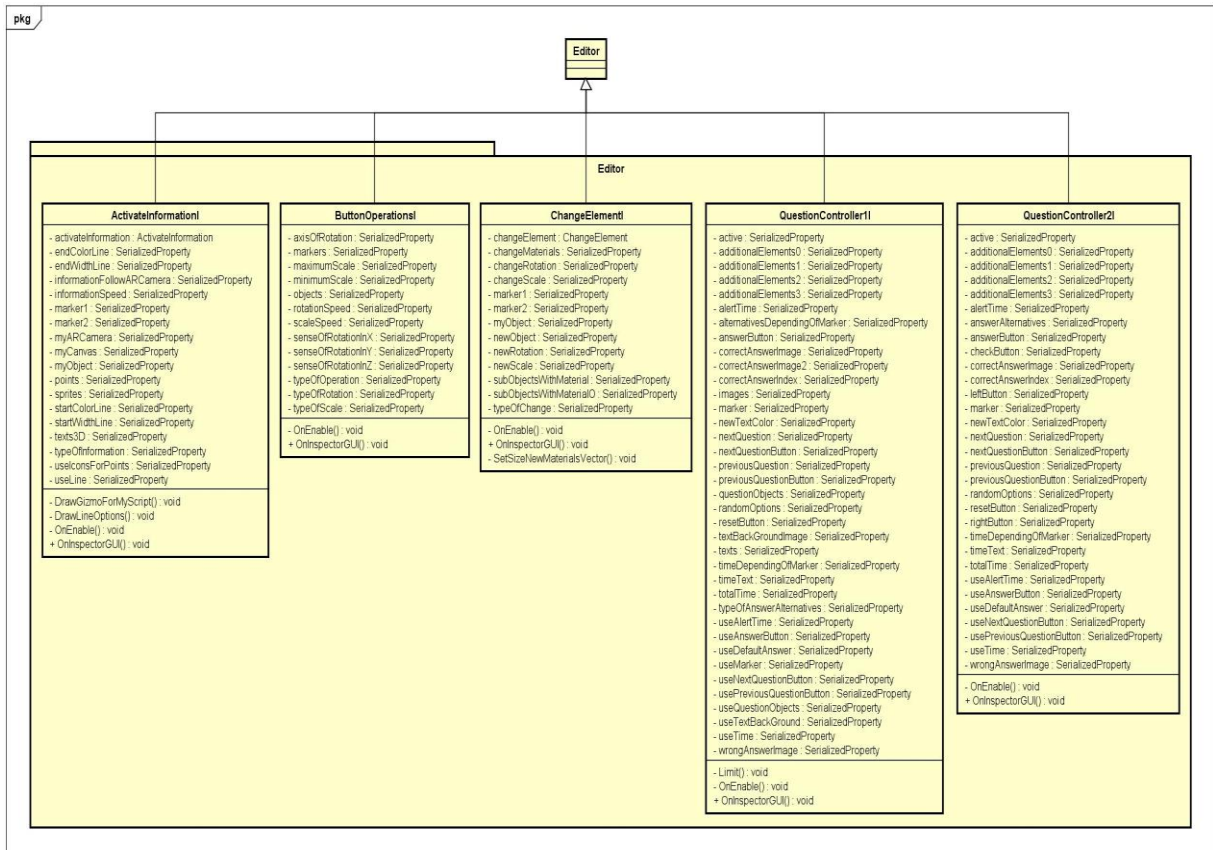 pkg
Editor
Editor
ActivateInformationI
- activateInformation : ActivateInformation
- endColorLine : SerializedProperty
- endWidthLine : SerializedProperty
- informationFollowARCamera : SerializedProperty
- informationSpeed : SerializedProperty
- marker1 : SerializedProperty
- marker2 : SerializedProperty
- myARCamera : SerializedProperty
- myCanvas : SerializedProperty
- myObject : SerializedProperty
- points : SerializedProperty
- sprites : SerializedProperty
- startColorLine : SerializedProperty
- startWidthLine : SerializedProperty
- texts3D : SerializedProperty
- typeOfInformation : SerializedProperty
- useIconsForPoints : SerializedProperty
- useLine : SerializedProperty
- DrawGizmoForMyScript() : void
- DrawLineOptions() : void
- OnEnable() : void
+ OnInspectorGUI() : void
ButtonOperationsI
- axisOfRotation : SerializedProperty
- markers : SerializedProperty
- maximumScale : SerializedProperty
- minimumScale : SerializedProperty
- objects : SerializedProperty
- rotationSpeed : SerializedProperty
- scaleSpeed : SerializedProperty
- senseOfRotationInX : SerializedProperty
- senseOfRotationInY : SerializedProperty
- senseOfRotationInZ : SerializedProperty
- typeOfOperation : SerializedProperty
- typeOfRotation : SerializedProperty
- typeOfScale : SerializedProperty
- OnEnable() : void
+ OnInspectorGUI() : void
ChangeElementI
- changeElement : ChangeElement
- changeMaterials : SerializedProperty
- changeRotation : SerializedProperty
- changeScale : SerializedProperty
- marker1 : SerializedProperty
- marker2 : SerializedProperty
- myObject : SerializedProperty
- newObject : SerializedProperty
- newRotation : SerializedProperty
- newScale : SerializedProperty
- subObjectsWithMaterial : SerializedProperty
- subObjectsWithMaterialO : SerializedProperty
- typeOfChange : SerializedProperty
- OnEnable() : void
+ OnInspectorGUI() : void
- SetSizeNewMaterialsVector() : void
QuestionController1I
- active : SerializedProperty
- additionalElements0 : SerializedProperty
- additionalElements1 : SerializedProperty
- additionalElements2 : SerializedProperty
- additionalElements3 : SerializedProperty
- alertTime : SerializedProperty
- alternativesDependingOfMarker : SerializedProperty
- answerButton : SerializedProperty
- correctAnswerImage : SerializedProperty
- correctAnswerImage2 : SerializedProperty
- correctAnswerIndex : SerializedProperty
- images : SerializedProperty
- marker : SerializedProperty
- newTextColor : SerializedProperty
- nextQuestion : SerializedProperty
- nextQuestionButton : SerializedProperty
- previousQuestion : SerializedProperty
- previousQuestionButton : SerializedProperty
- questionObjects : SerializedProperty
- randomOptions : SerializedProperty
- resetButton : SerializedProperty
- textBackGroundImage : SerializedProperty
- texts : SerializedProperty
- timeDependingOfMarker : SerializedProperty
- timeText : SerializedProperty
- totalTime : SerializedProperty
- typeOfAnswerAlternatives : SerializedProperty
- useAlertTime : SerializedProperty
- useAnswerButton : SerializedProperty
- useDefaultAnswer : SerializedProperty
- useMarker : SerializedProperty
- useNextQuestionButton : SerializedProperty
- usePreviousQuestionButton : SerializedProperty
- useQuestionObjects : SerializedProperty
- useTextBackGround : SerializedProperty
- useTime : SerializedProperty
- wrongAnswerImage : SerializedProperty
- Limit() : void
- OnEnable() : void
+ OnInspectorGUI() : void
QuestionController2I
- active : SerializedProperty
- additionalElements0 : SerializedProperty
- additionalElements1 : SerializedProperty
- additionalElements2 : SerializedProperty
- additionalElements3 : SerializedProperty
- alertTime : SerializedProperty
- answerAlternatives : SerializedProperty
- answerButton : SerializedProperty
- checkButton : SerializedProperty
- correctAnswerImage : SerializedProperty
- correctAnswerIndex : SerializedProperty
- leftButton : SerializedProperty
- marker : SerializedProperty
- newTextColor : SerializedProperty
- nextQuestion : SerializedProperty
- nextQuestionButton : SerializedProperty
- previousQuestion : SerializedProperty
- previousQuestionButton : SerializedProperty
- randomOptions : SerializedProperty
- resetButton : SerializedProperty
- rightButton : SerializedProperty
- timeDependingOfMarker : SerializedProperty
- timeText : SerializedProperty
- totalTime : SerializedProperty
- useAlertTime : SerializedProperty
- useAnswerButton : SerializedProperty
- useDefaultAnswer : SerializedProperty
- useNextQuestionButton : SerializedProperty
- usePreviousQuestionButton : SerializedProperty
- useTime : SerializedProperty
- wrongAnswerImage : SerializedProperty
- OnEnable() : void
+ OnInspectorGUI() : void